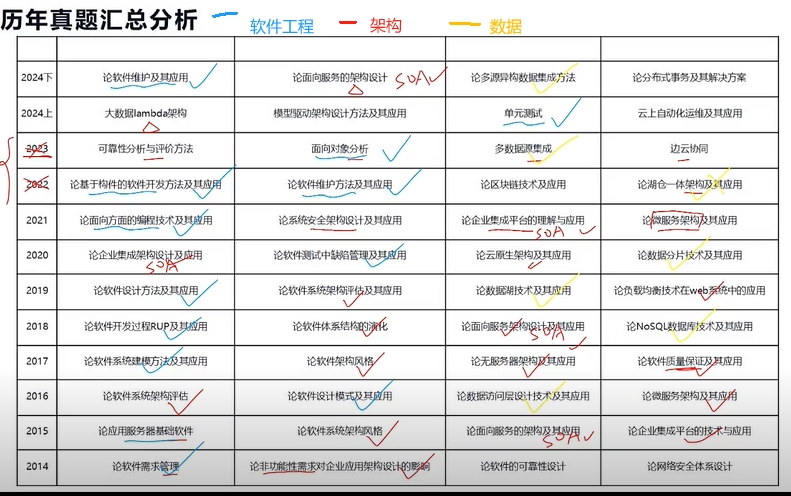 历年真题汇总分析
软件工程 架构 数据
2024下 论软件维护及其应用 论面向服务的架构设计 SOA 论多源异构数据集成方法 论分布式事务及其解决方案
2024上 大数据lambda架构 模型驱动架构设计方法及其应用 单元测试 云上自动化运维及其应用
2023 可靠性分析与评价方法 面向对象分析 多数据源集成 边云协同
2022 论基于构件的软件开发方法及其应用 论软件维护方法及其应用 论区块链技术及应用 论湖仓一体架构及其应用
2021 论面向方面的编程技术及其应用 论系统安全架构设计及其应用 论企业集成平台的理解与应用 SOA 论微服务架构及其应用
2020 论企业集成架构设计及应用 SOA 论软件测试中缺陷管理及其应用 论云原生架构及其应用 论数据分片技术及其应用
2019 论软件设计方法及其应用 论软件系统架构评估及其应用 论数据湖技术及其应用 论负载均衡技术在web系统中的应用
2018 论软件开发过程RUP及其应用 论软件体系结构的演化 论面向服务架构设计及其应用 SOA 论NoSQL数据库技术及其应用
2017 论软件系统建模方法及其应用 论软件架构风格 论无服务器架构及其应用 论软件质量保证及其应用
2016 论软件系统架构评估 论软件设计模式及其应用 论数据访问层设计技术及其应用 论微服务架构及其应用
2015 论应用服务器基础软件 论软件系统架构风格 论面向服务的架构及其应用 SOA 论企业集成平台的技术与应用
2014 论软件需求管理 论非功能性需求对企业应用架构设计的影响 论软件的可靠性设计 论网络安全体系设计